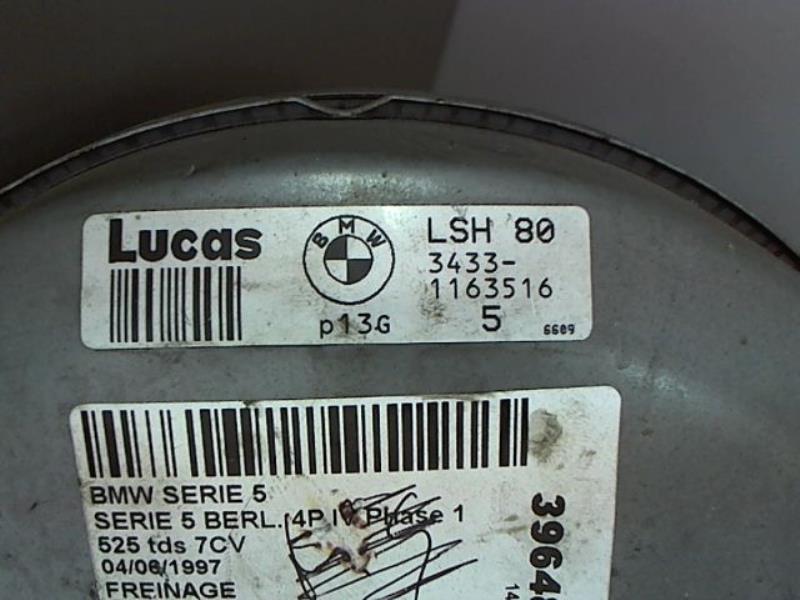 Lucas
BMW
LSH 80
3433-
1163516
p13G
5
6609
BMW SERIE 5
SERIE 5 BERL. 4P IV Phase 1
525 tds 7CV
04/06/1997
FREINAGE
3964
14